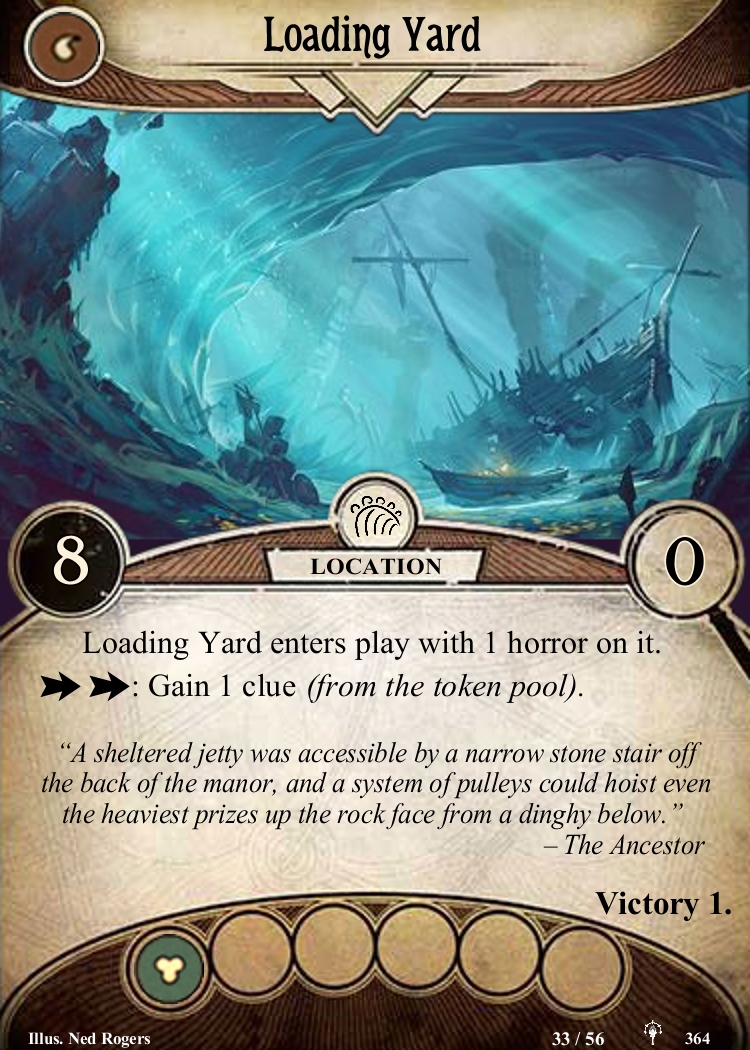 Loading Yard
8
LOCATION
0
Loading Yard enters play with 1 horror on it.
: Gain 1 clue (from the token pool).
“A sheltered jetty was accessible by a narrow stone stair off
the back of the manor, and a system of pulleys could hoist even
the heaviest prizes up the rock face from a dinghy below.”
– The Ancestor
Victory 1.
Illus. Ned Rogers
33 / 56
364